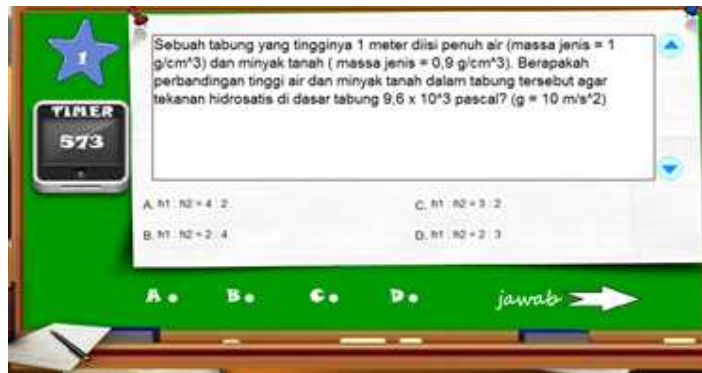 1
Sebuah tabung yang tingginya 1 meter diisi penuh air (massa jenis = 1
g/cm^3) dan minyak tanah ( massa jenis = 0,9 g/cm^3). Berapakah
perbandingan tinggi air dan minyak tanah dalam tabung tersebut agar
tekanan hidrosatis di dasar tabung 9,6 x 10^3 pascal? (g = 10 m/s^2)
TIMER
573
A. h1 : h2 = 4 : 2
C. h1 : h2 = 3 : 2
B. h1 : h2 = 2 : 4
D. h1 : h2 = 2 : 3
A B C D jawab